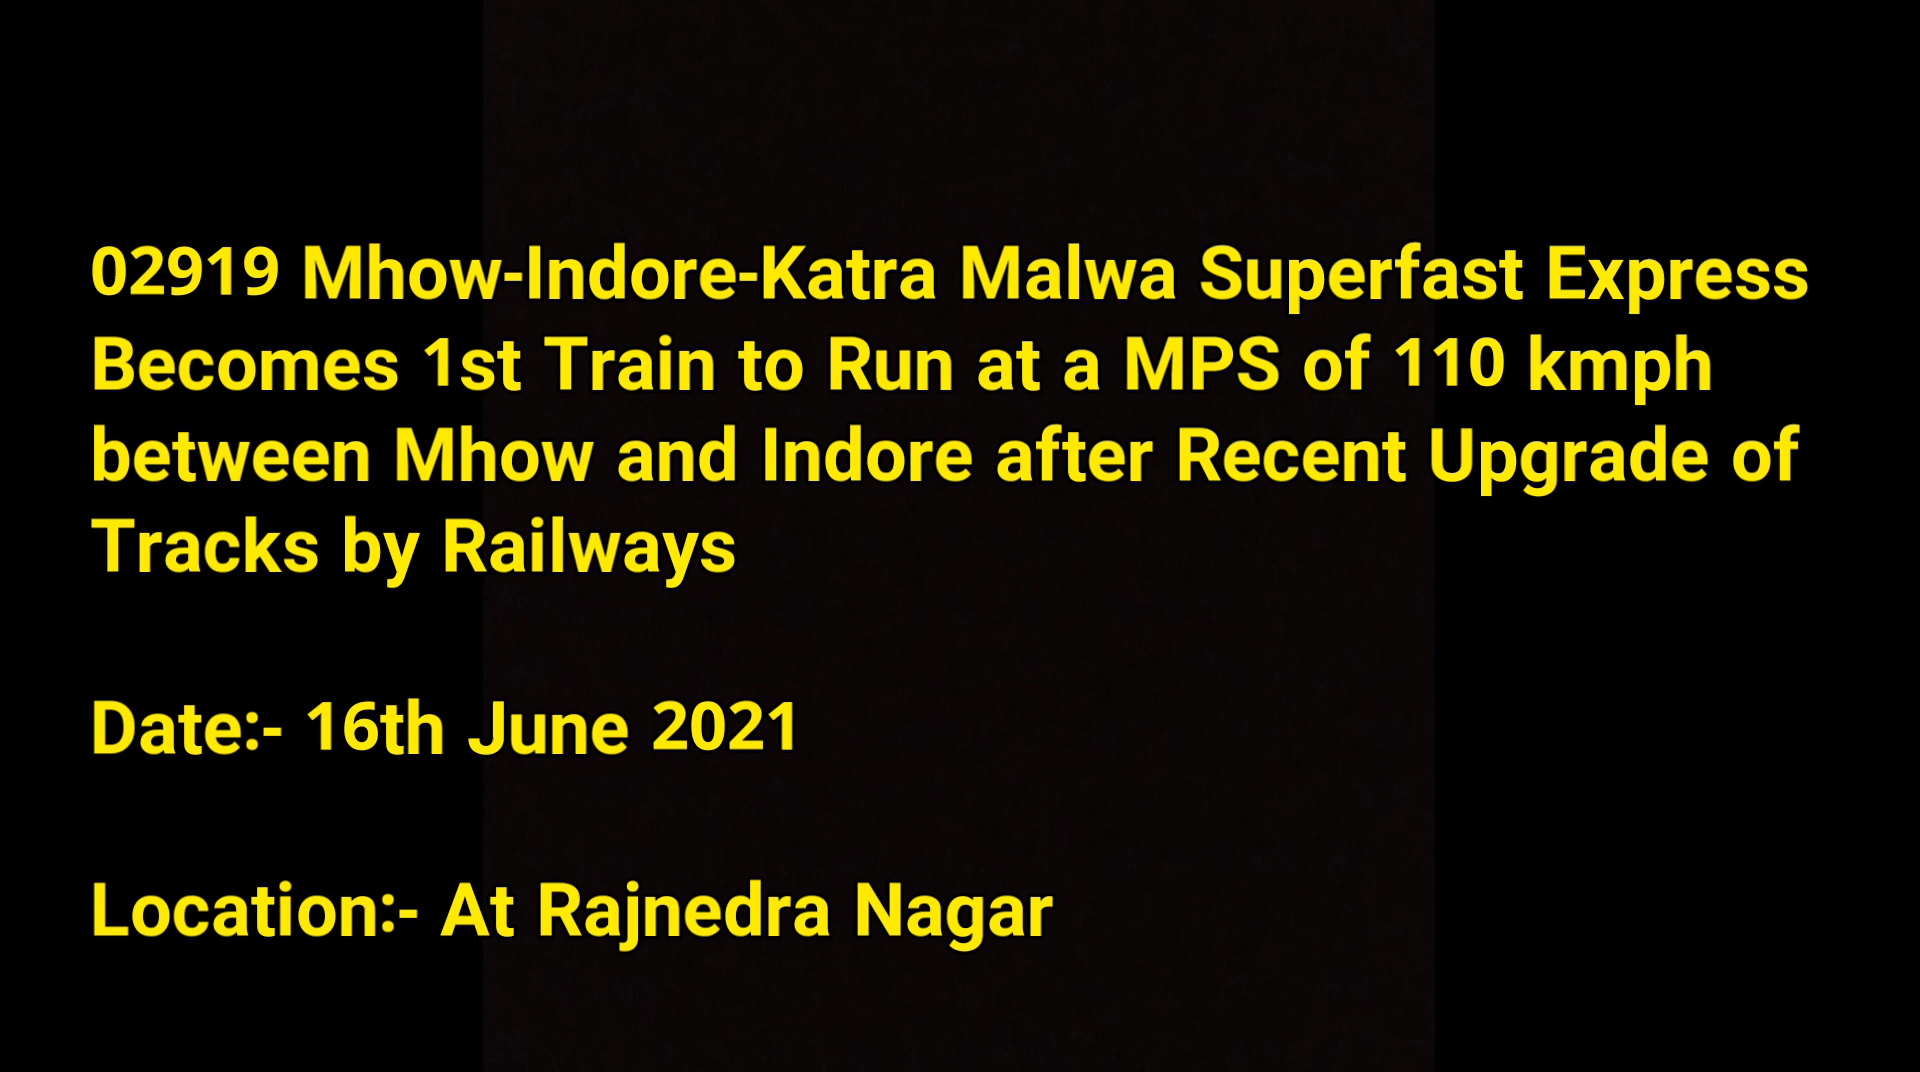 02919 Mhow-Indore-Katra Malwa Superfast Express
Becomes 1st Train to Run at a MPS of 110 kmph
between Mhow and Indore after Recent Upgrade of
Tracks by Railways
Date:- 16th June 2021
Location:- At Rajnedra Nagar